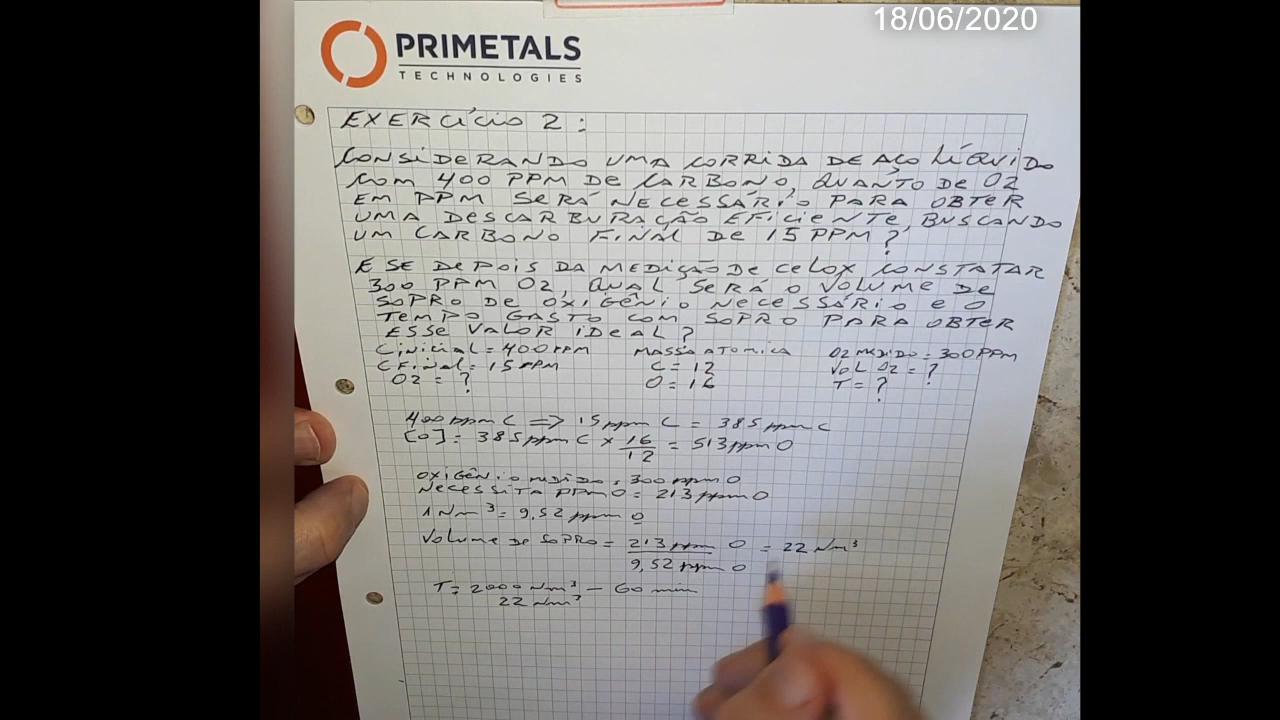 18/06/2020
PRIMETALS
TECHNOLOGIES
EXERCÍCIO 2:
CONSIDERANDO UMA CORRIDA DE AÇO LÍQUIDO
COM 400 PPM DE CARBONO, QUANTO DE O2
EM PPM SERÁ NECESSÁRIO PARA OBTER
UMA DESCARBURAÇÃO EFICIENTE, BUSCANDO
UM CARBONO FINAL DE 15 PPM?
E SE DEPOIS DA MEDIÇÃO DE CELOX CONSTATAR
300 PPM O2, QUAL SERÁ O VOLUME DE
SOPRO DE OXIGÊNIO NECESSÁRIO E O
TEMPO GASTO COM SOPRO PARA OBTER
ESSE VALOR IDEAL?
C INICIAL = 400 PPM MASSA ATOMICA O2 MEDIDO = 300 PPM
C FINAL = 15 PPM C = 12 VOL O2 = ?
O2 = ? O = 16 T = ?
400 ppm C => 15 ppm C = 385 ppm C
[O] = 385 ppm C x 16/12 = 513 ppm O
OXIGÊNIO MEDIDO = 300 ppm O
NECESSITA PPM O = 213 ppm O
1 Nm³ = 9,52 ppm O
VOLUME DE SOPRO = 213 ppm O = 22 Nm³
9,52 ppm O
T = 2000 Nm³ — 60 min
22 Nm³